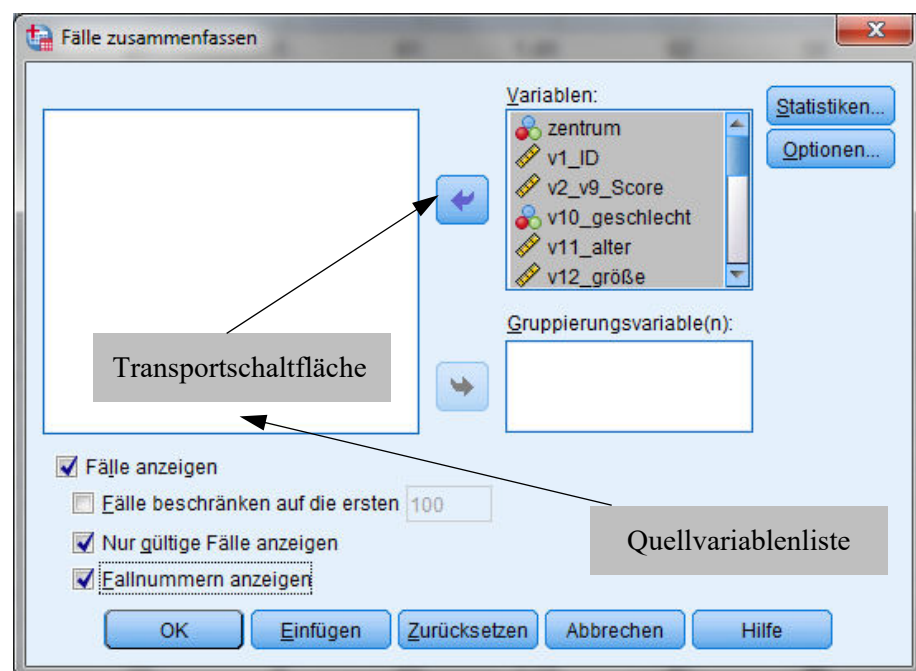 Fälle zusammenfassen
Variablen:
zentrum
v1_ID
v2_v9_Score
v10_geschlecht
v11_alter
v12_größe
Statistiken...
Optionen...
Gruppierungsvariable(n):
Transportschaltfläche
Quellvariablenliste
Fälle anzeigen
Fälle beschränken auf die ersten 100
Nur gültige Fälle anzeigen
Fallnummern anzeigen
OK
Einfügen
Zurücksetzen
Abbrechen
Hilfe